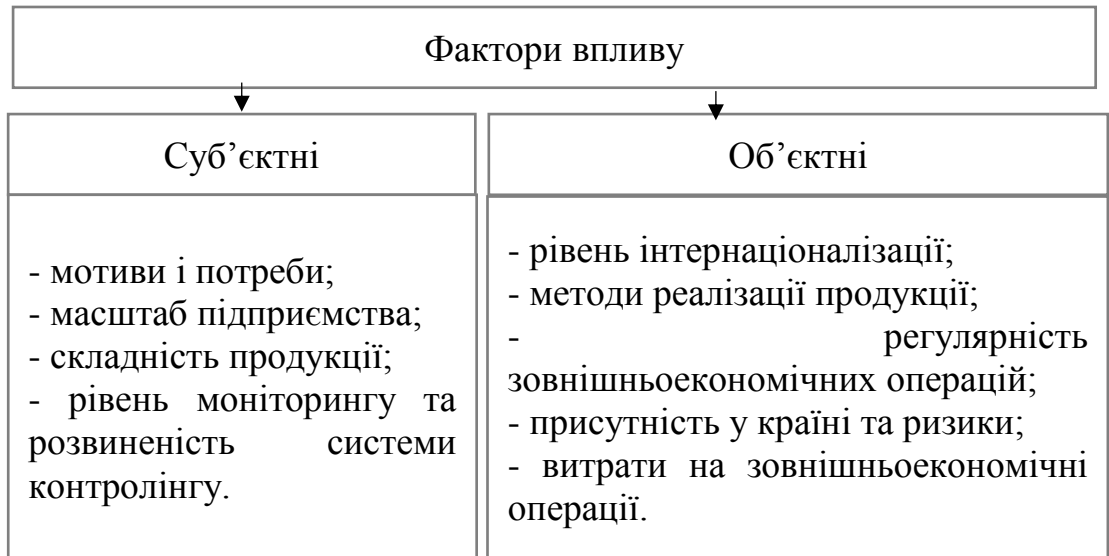 Фактори впливу
Суб’єктні
- мотиви і потреби;
- масштаб підприємства;
- складність продукції;
- рівень моніторингу та
розвиненість системи
контролінгу.
Об’єктні
- рівень інтернаціоналізації;
- методи реалізації продукції;
- регулярність
зовнішньоекономічних операцій;
- присутність у країні та ризики;
- витрати на зовнішньоекономічні
операції.